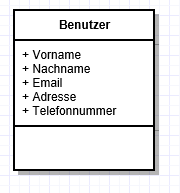 Benutzer
+ Vorname
+ Nachname
+ Email
+ Adresse
+ Telefonnummer